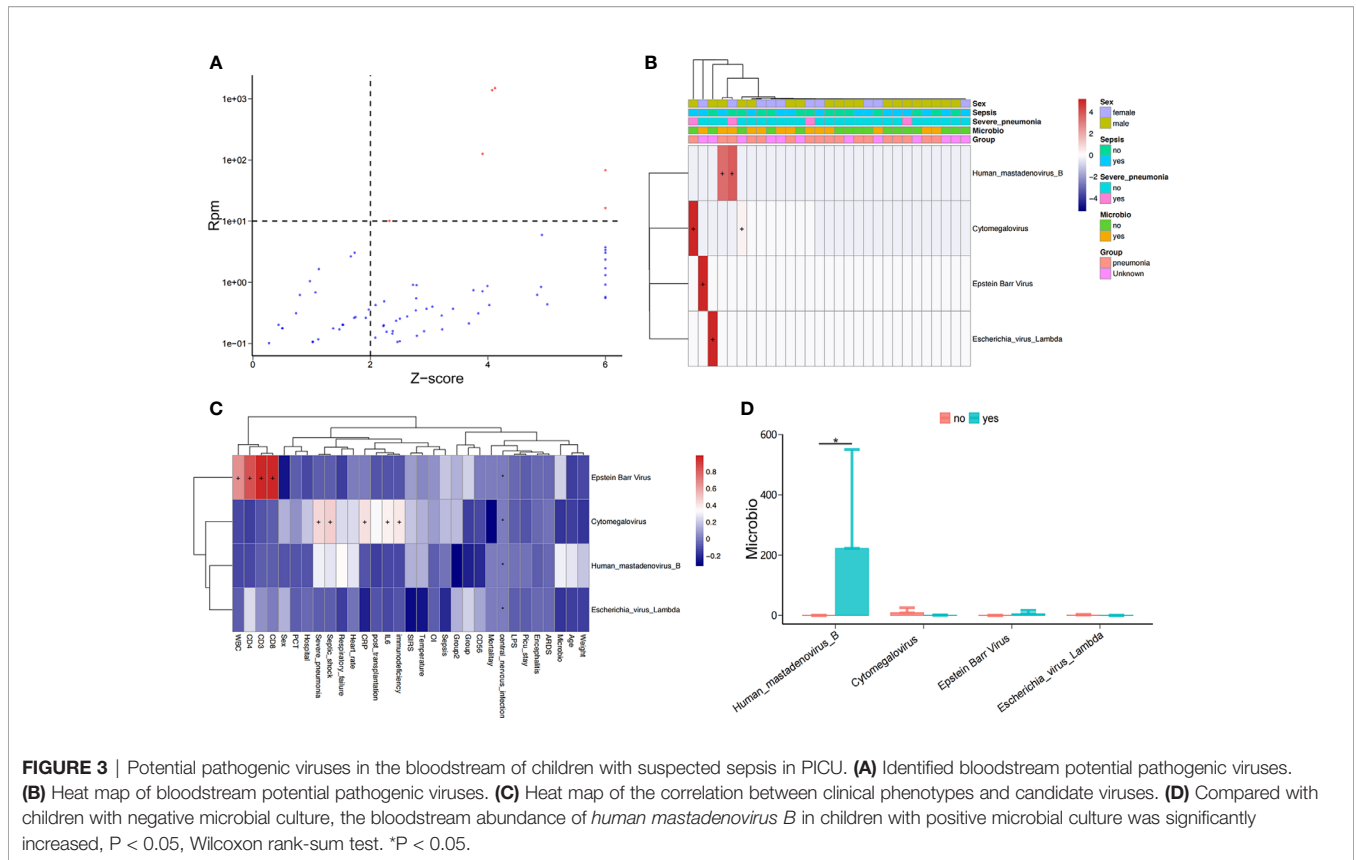 A
Rpm
1e+03
1e+02
1e+01
1e+00
1e-01
0
2
4
6
Z-score
B
Sex
Sepsis
Severe_pneumonia
Microbio
Group
Human_mastadenovirus_B
Cytomegalovirus
Epstein Barr Virus
Escherichia_virus_Lambda
4
2
0
−2
−4
Sex
female
male
Sepsis
no
yes
Severe_pneumonia
no
yes
Microbio
no
yes
Group
pneumonia
Unknown
C
Epstein Barr Virus
Cytomegalovirus
Human_mastadenovirus_B
Escherichia_virus_Lambda
0.8
0.6
0.4
0.2
0
−0.2
WBC
CD4
CD3
CD8
Sex
PCT
Hospital
Severe_pneumonia
Septic_shock
Respiratory_failure
Heart_rate
CRP
post_transplantation
IL6
immunodeficiency
SIRS
Temperature
OI
Sepsis
Group2
Group
CD56
Mortality
central_nervous_infection
LPS
Picu_stay
Encephalitis
ARDS
Microbio
Age
Weight
D
no
yes
Microbio
600
400
200
0
*
Human_mastadenovirus_B
Cytomegalovirus
Epstein Barr Virus
Escherichia_virus_Lambda
FIGURE 3 | Potential pathogenic viruses in the bloodstream of children with suspected sepsis in PICU. (A) Identified bloodstream potential pathogenic viruses.
(B) Heat map of bloodstream potential pathogenic viruses. (C) Heat map of the correlation between clinical phenotypes and candidate viruses. (D) Compared with
children with negative microbial culture, the bloodstream abundance of human mastadenovirus B in children with positive microbial culture was significantly
increased, P < 0.05, Wilcoxon rank-sum test. *P < 0.05.